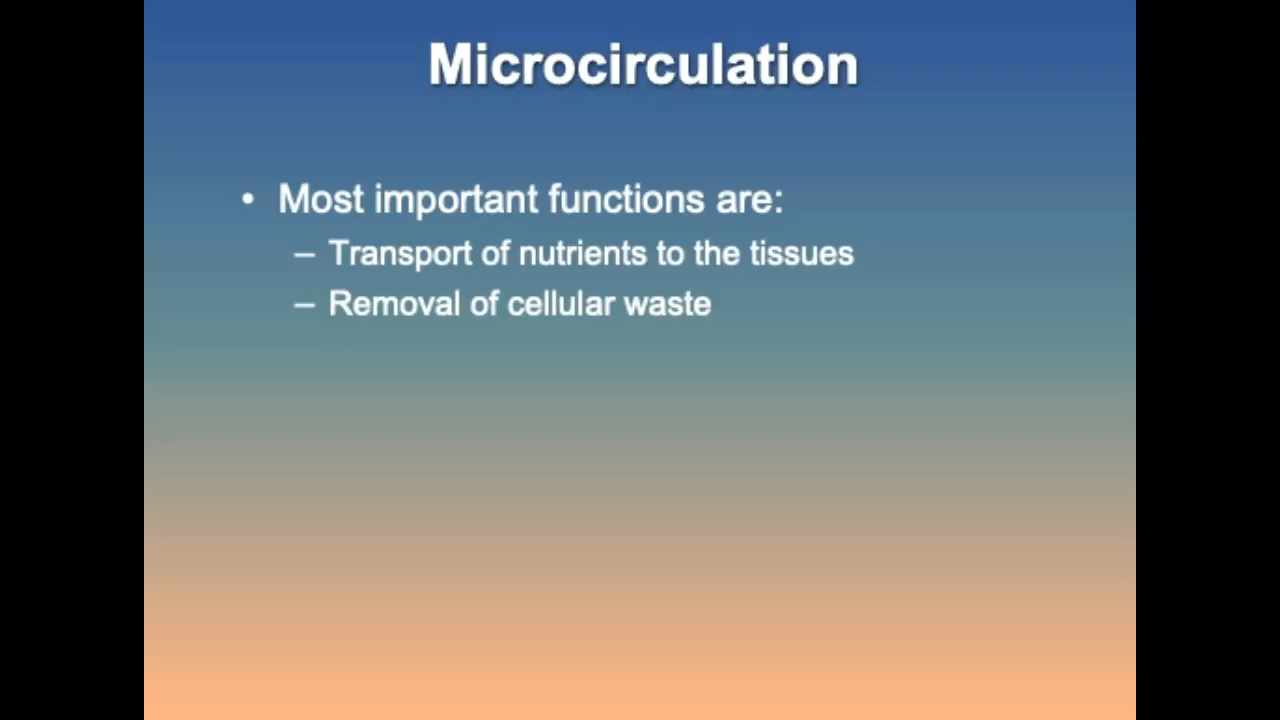 Microcirculation
• Most important functions are:
– Transport of nutrients to the tissues
– Removal of cellular waste